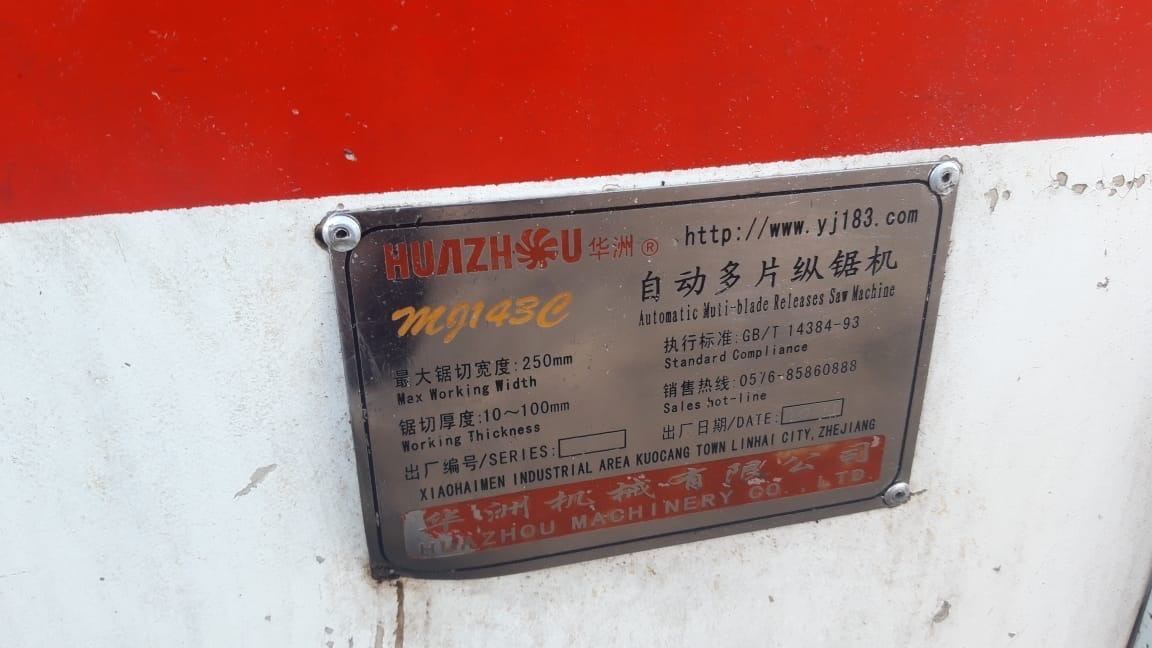 HUAZHOU 华洲 ®
http://www.yj183.com
MJ143C
自动多片纵锯机
Automatic Muti-blade Releases Saw Machine
最大锯切宽度:250mm
Max Working Width
锯切厚度:10～100mm
Working Thickness
执行标准:GB/T 14384-93
Standard Compliance
销售热线:0576-85860888
Sales hot-line
出厂编号/SERIES:
出厂日期/DATE:
XIAOHAIMEN INDUSTRIAL AREA KUOCANG TOWN LINHAI CITY, ZHEJIANG
华洲机械有限公司
HUAZHOU MACHINERY CO., LTD.